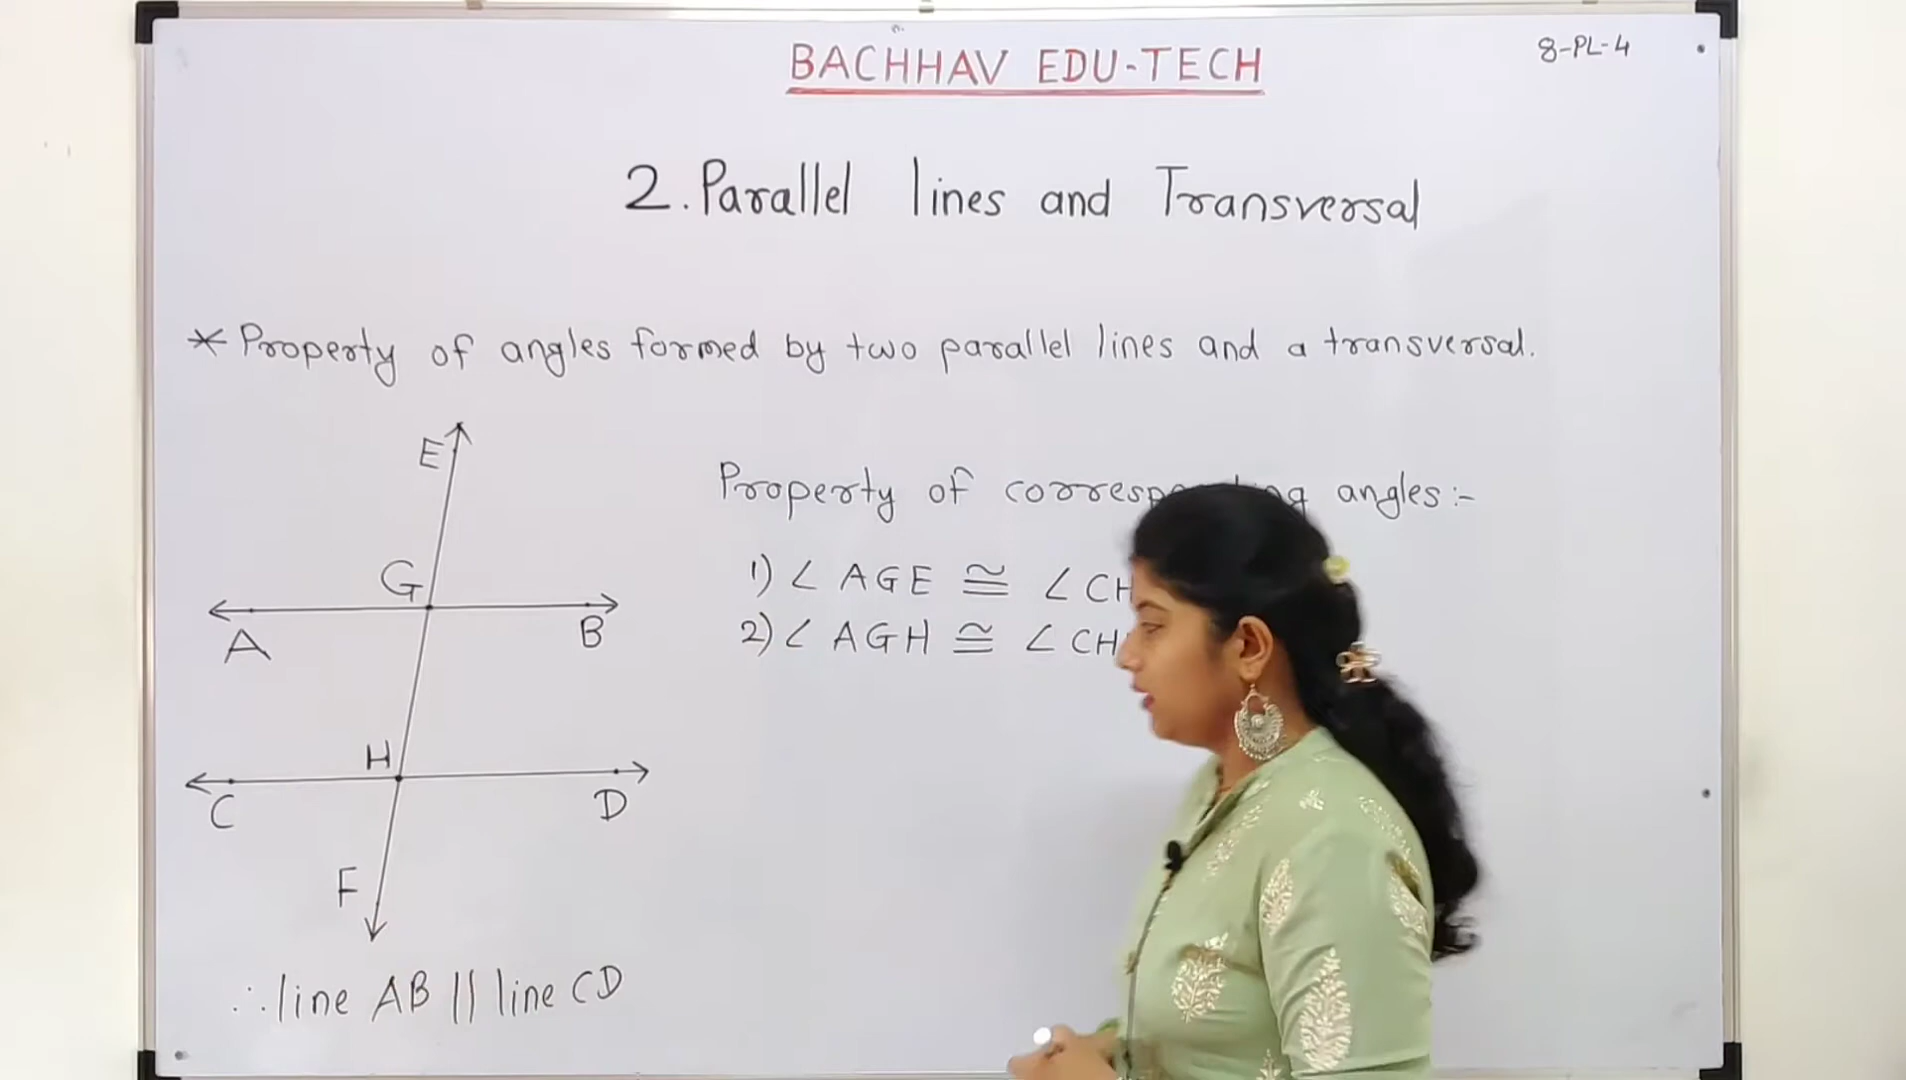 BACHHAV EDU-TECH
8-PL-4
2. Parallel lines and Transversal
* Property of angles formed by two parallel lines and a transversal.
E
G
A
B
H
C
D
F
∴ line AB || line CD
Property of angles :-
1) ∠ AGE ≅ ∠ CH
2) ∠ AGH ≅ ∠ CH